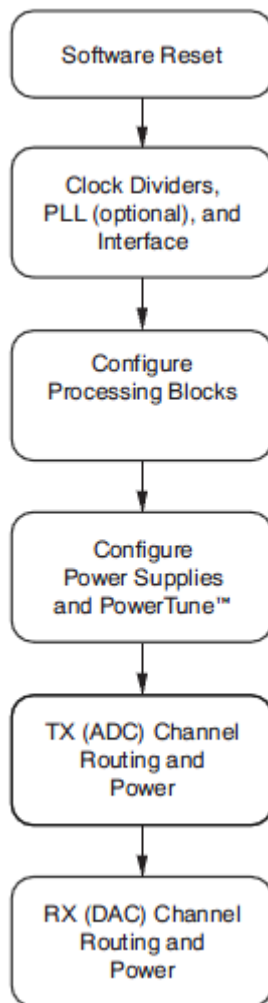 Software Reset
Clock Dividers,
PLL (optional), and
Interface
Configure
Processing Blocks
Configure
Power Supplies
and PowerTune™
TX (ADC) Channel
Routing and
Power
RX (DAC) Channel
Routing and
Power